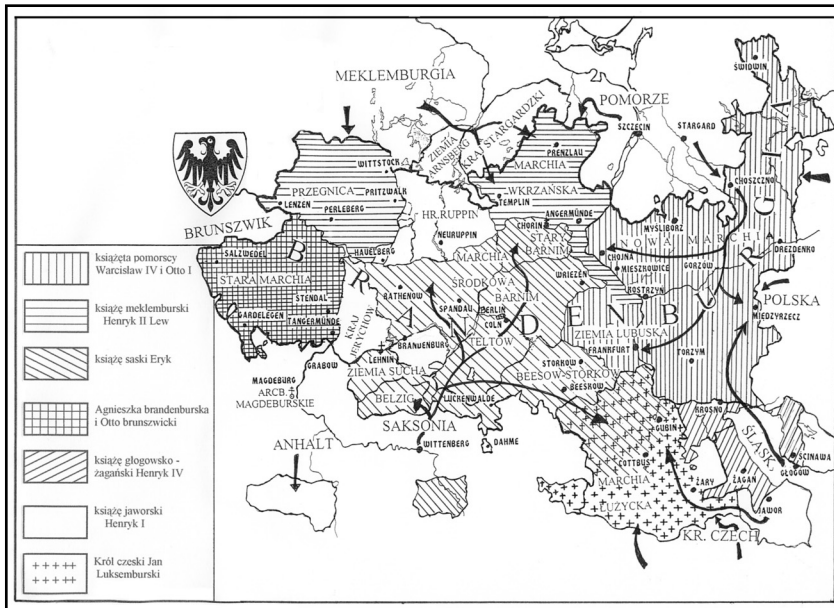 MEKLEMBURGIA
POMORZE
ŚWIDWIN
SZCZECIN
STARGARD
ZIEMIA
ARNSBERG
KRAJ STARGARDZKI
PRENZLAU
MARCHIA
WKRZAŃSKA
TEMPLIN
ANGERMÜNDE
CHOSZCZNO
WITTSTOCK
PRZEGNICA
PRITZWALK
LENZEN
PERLEBERG
HR.RUPPIN
NEURUPPIN
HAVELBERG
BRUNSZWIK
BRANDENBURGIA
SALZWEDEL
STARA MARCHIA
STENDAL
GARDELEGEN
TANGERMÜNDE
KRAJ
JERYCHOW
MARCHIA
ŚRODKOWA
RATHENOW
SPANDAU
BERLIN
COLN
BARNIM
TELTÓW
CHORIN
STARY
BARNIM
WRIEZEN
MYŚLIBORZ
NOWA MARCHIA
CHOJNA
MIESZKOWICE
GORZÓW
DREZDENKO
KOSTRZYN
POLSKA
MIĘDZYRZECZ
ZIEMIA LUBUSKA
FRANKFURT
TORZYM
BRANDENBURG
LEHNIN
ZIEMIA SUCHA
GRABOW
MAGDEBURG
ARCB.
MAGDEBURSKIE
BELZIG
LUCKENWALDE
STORKOW
BEESOW-STORKÓW
BEESKOW
SAKSONIA
WITTENBERG
DAHME
ANHALT
KROSNO
GUBIN
COTTBUS
MARCHIA
ŁUŻYCKA
ŻARY
ŻAGAN
ŚLĄSK
ŚCINAWA
GŁOGÓW
JAWOR
KR. CZECH
książęta pomorscy
Warcisław IV i Otto I
książę meklemburski
Henryk II Lew
książę saski Eryk
Agnieszka brandenburska
i Otto brunszwicki
książę głogowsko -
żagański Henryk IV
książę jaworski
Henryk I
Król czeski Jan
Luksemburski